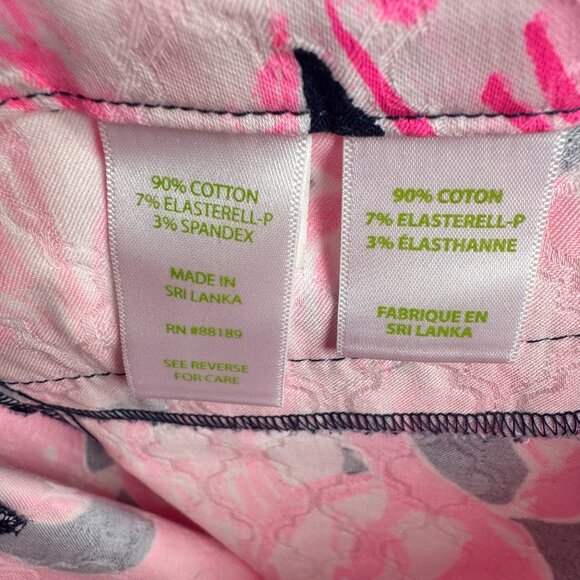 90% COTTON
7% ELASTERELL-P
3% SPANDEX
MADE IN
SRI LANKA
RN #88189
SEE REVERSE
FOR CARE
90% COTON
7% ELASTERELL-P
3% ÉLASTHANNE
FABRIQUE EN
SRI LANKA